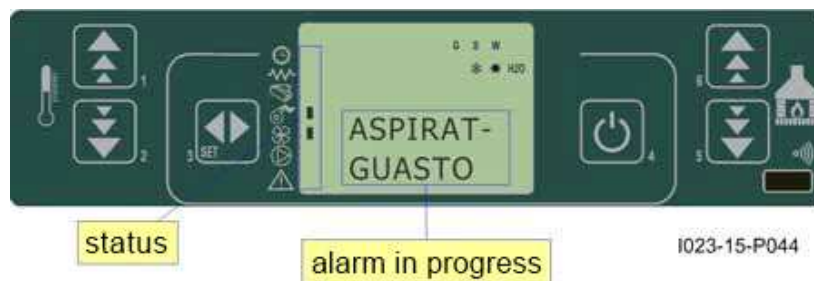 G S W
H2O
1
2
3
SET
ASPIRAT-
GUASTO
4
6
5
status
alarm in progress
I023-15-P044